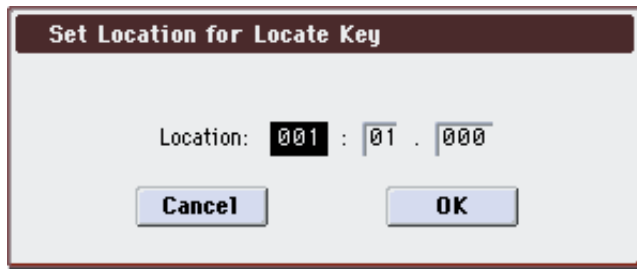 Set Location for Locate Key
Location: 001 : 01 . 000
Cancel OK